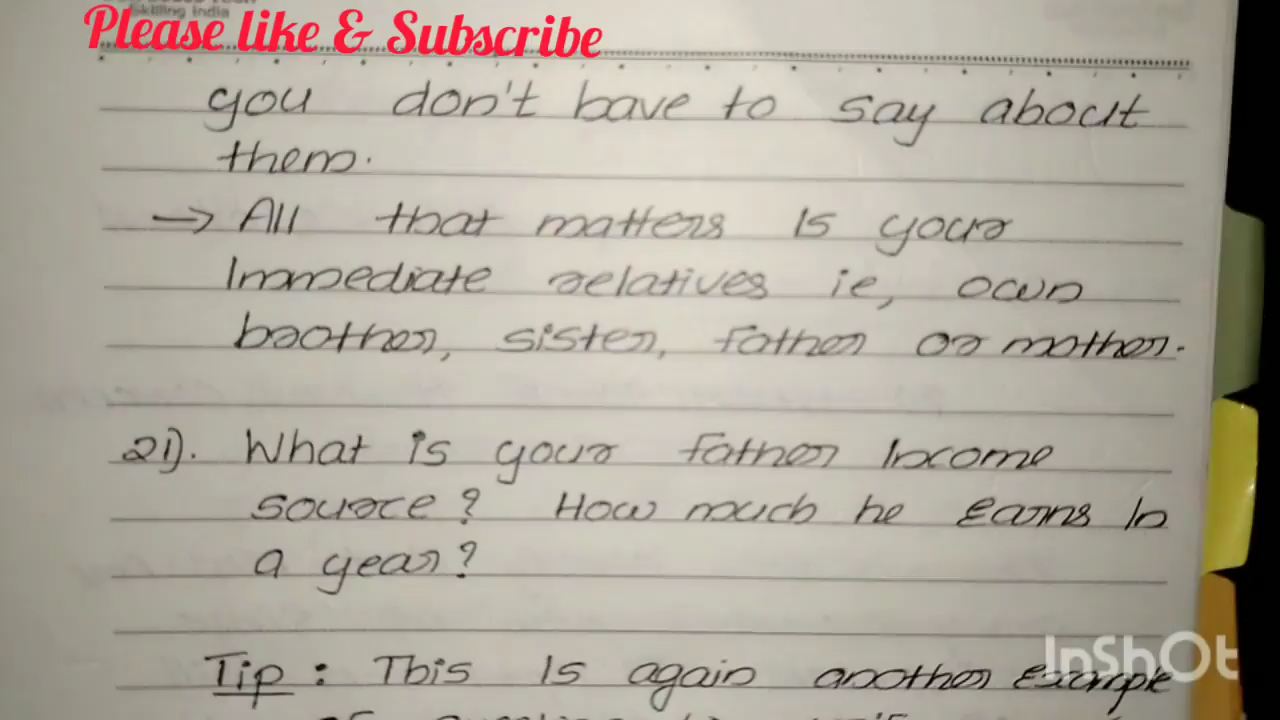 Skilling India
Please like & Subscribe
you don't have to say about
them.
→ All that matters is your
Immediate relatives ie, own
brother, sister, father or mother.
21). What is your father Income
source? How much he Earns In
a year?
Tip : This Is again another Example
InShOt